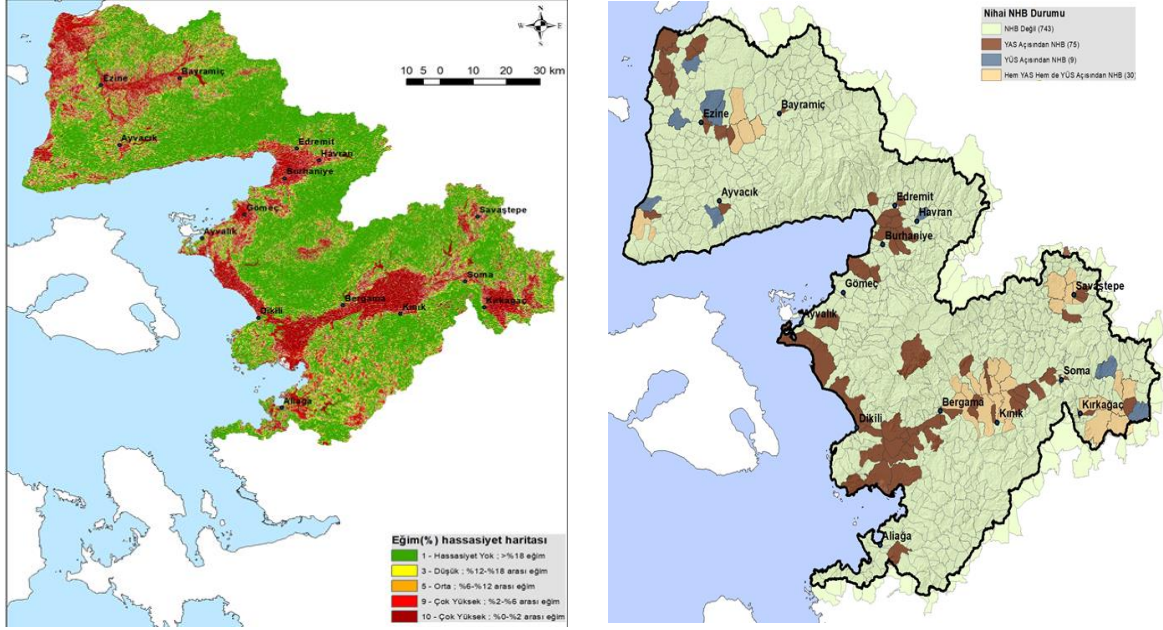 N
W E
S
10 5 0 10 20 30 km
Ezine
Bayramiç
Ayvacık
Edremit
Havran
Burhaniye
Gömeç
Ayvalık
Savaştepe
Soma
Bergama
Kınık
Kırkağaç
Dikili
Aliağa
Eğim(%) hassasiyet haritası
1 - Hassasiyet Yok ; >%18 eğim
3 - Düşük ; %12-%18 arası eğim
5 - Orta ; %6-%12 arası eğim
9 - Çok Yüksek ; %2-%6 arası eğim
10 - Çok Yüksek ; %0-%2 arası eğim
Nihai NHB Durumu
NHB Değil (743)
YAS Açısından NHB (75)
YÜS Açısından NHB (9)
Hem YAS Hem de YÜS Açısından NHB (30)
Ezine
Bayramiç
Ayvacık
Edremit
Havran
Burhaniye
Gömeç
Ayvalık
Savaştepe
Soma
Bergama
Kınık
Kırkağaç
Dikili
Aliağa